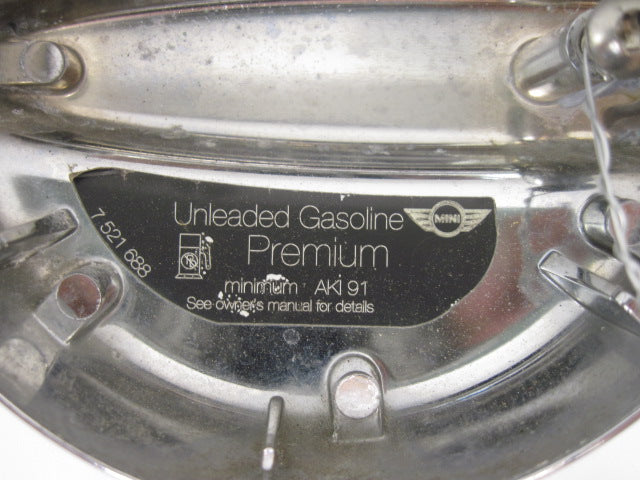 Unleaded Gasoline
MINI
Premium
minimum AKI 91
See owner's manual for details
7 521 688